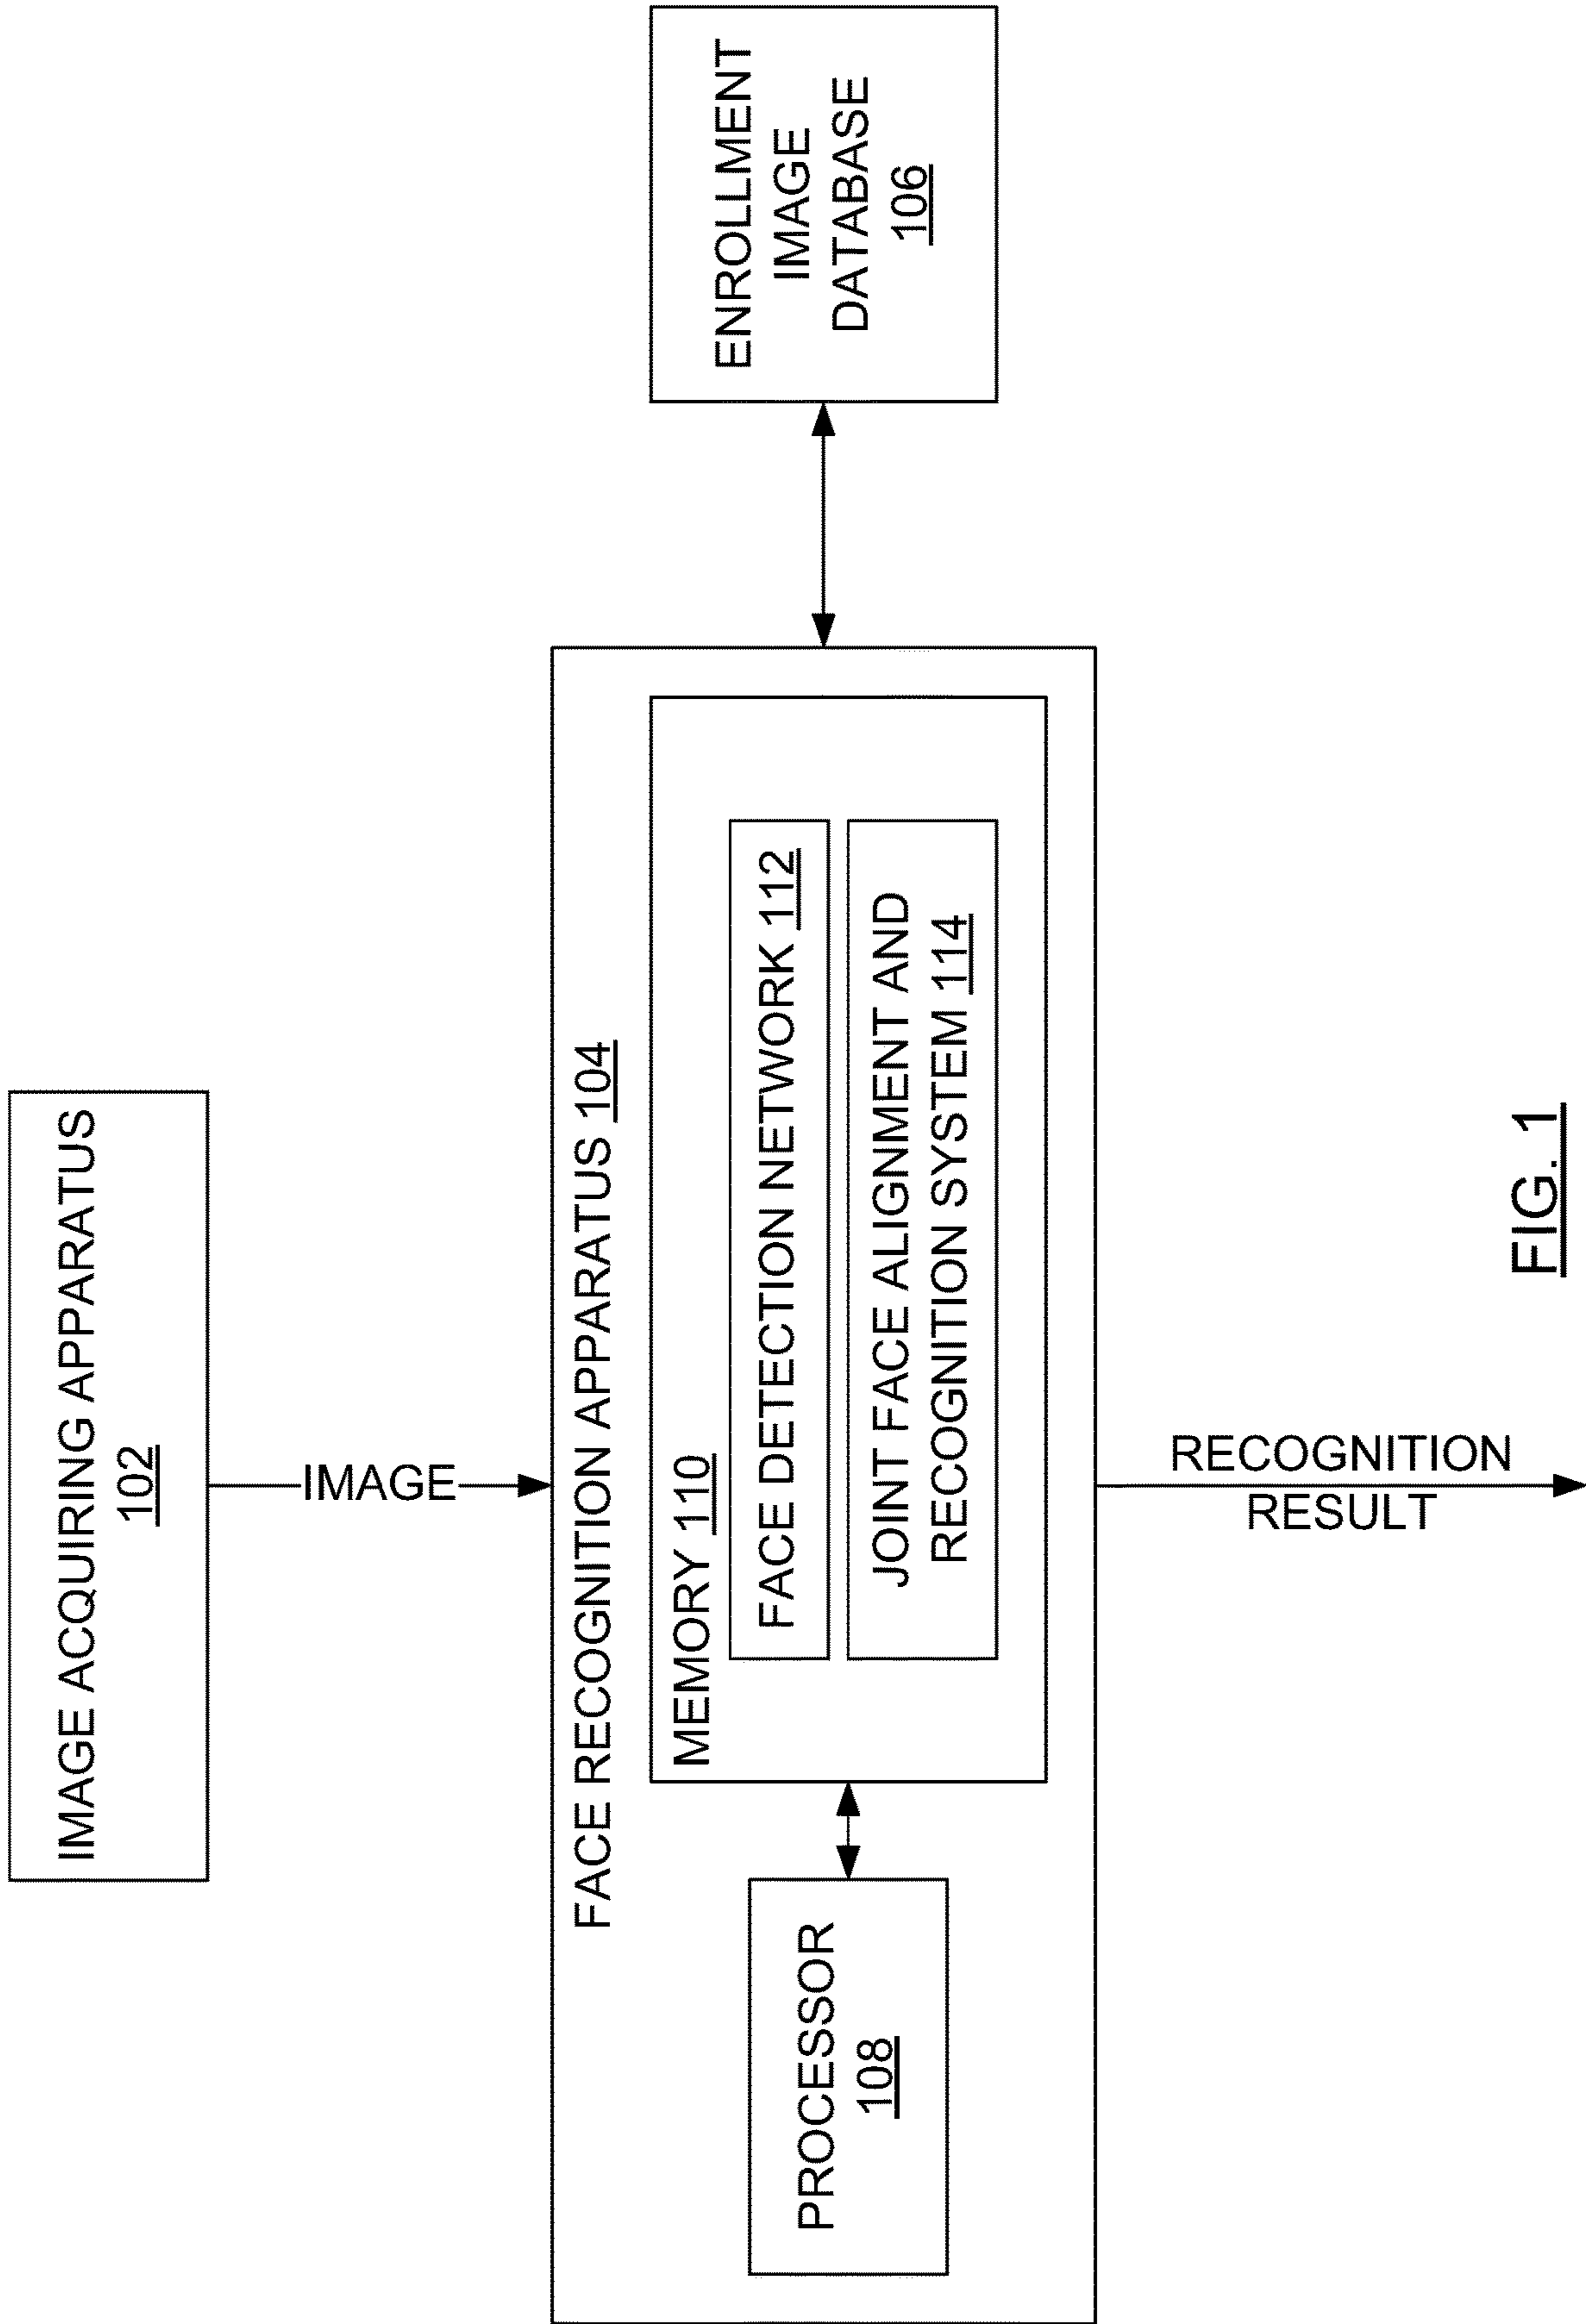 IMAGE ACQUIRING APPARATUS
102
IMAGE
FACE RECOGNITION APPARATUS 104
PROCESSOR
108
MEMORY 110
FACE DETECTION NETWORK 112
JOINT FACE ALIGNMENT AND
RECOGNITION SYSTEM 114
ENROLLMENT
IMAGE
DATABASE
106
RECOGNITION
RESULT
FIG. 1